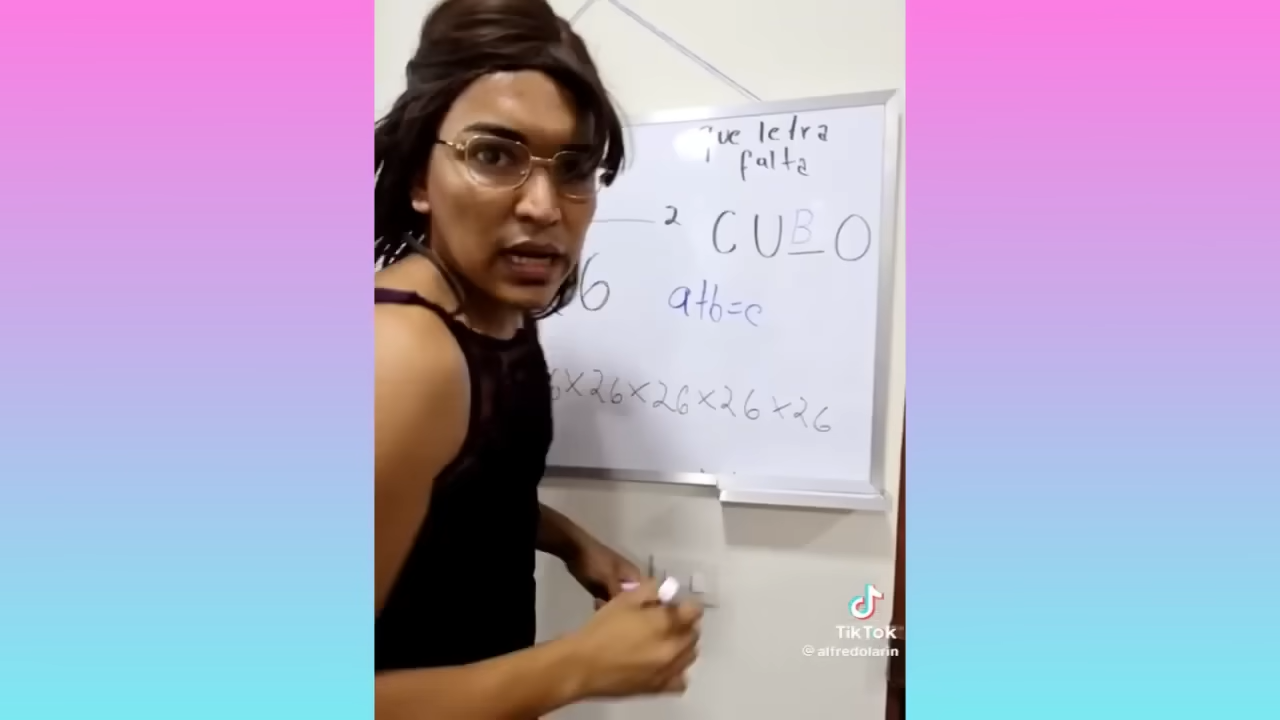 que letra
falta
2 CUBO
6
a+b=c
6x26x26x26x26
TikTok
@alfredolarin